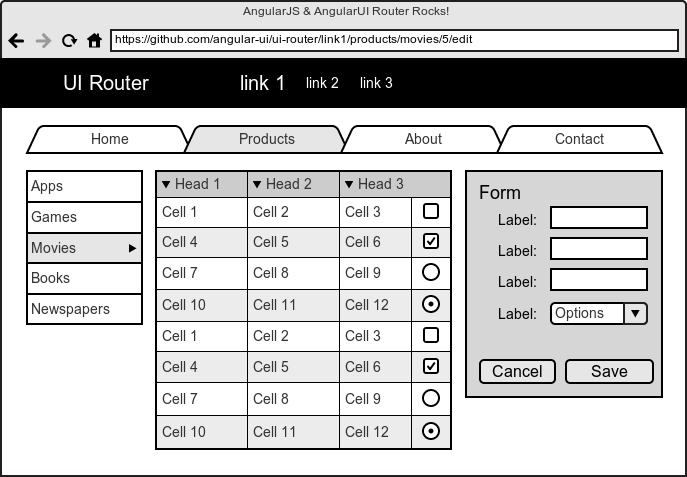 AngularJS & AngularUI Router Rocks!
https://github.com/angular-ui/ui-router/link1/products/movies/5/edit
UI Router link 1 link 2 link 3
Home Products About Contact
Apps
Games
Movies
Books
Newspapers
Head 1 Head 2 Head 3
Cell 1 Cell 2 Cell 3
Cell 4 Cell 5 Cell 6
Cell 7 Cell 8 Cell 9
Cell 10 Cell 11 Cell 12
Cell 1 Cell 2 Cell 3
Cell 4 Cell 5 Cell 6
Cell 7 Cell 8 Cell 9
Cell 10 Cell 11 Cell 12
Form
Label:
Label:
Label:
Label: Options
Cancel Save